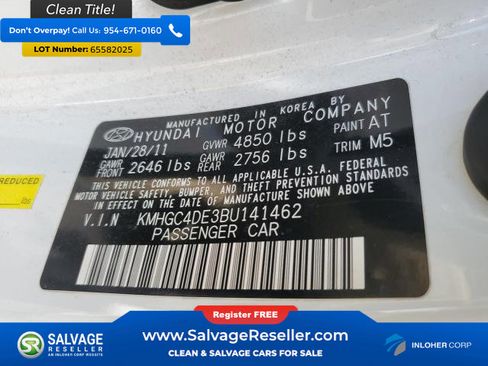 Clean Title!
Don't Overpay! Call Us: 954-671-0160
LOT Number 65582025
MANUFACTURED IN KOREA BY
HYUNDAI MOTOR COMPANY
JAN/28/11 GVWR 4850 lbs PAINT AT
GAWR FRONT 2646 lbs GAWR REAR 2756 lbs TRIM M5
THIS VEHICLE CONFORMS TO ALL APPLICABLE U.S.A. FEDERAL
MOTOR VEHICLE SAFETY, BUMPER, AND THEFT PREVENTION
STANDARDS IN EFFECT ON THE DATE OF MANUFACTURE SHOWN ABOVE.
V.I.N KMHGC4DE3BU141462
PASSENGER CAR
REDUCED
Register FREE!
www.SalvageReseller.com
CLEAN & SALVAGE CARS FOR SALE
SALVAGE
RESELLER
AN INLOHER CORP WEBSITE
INLOHER CORP